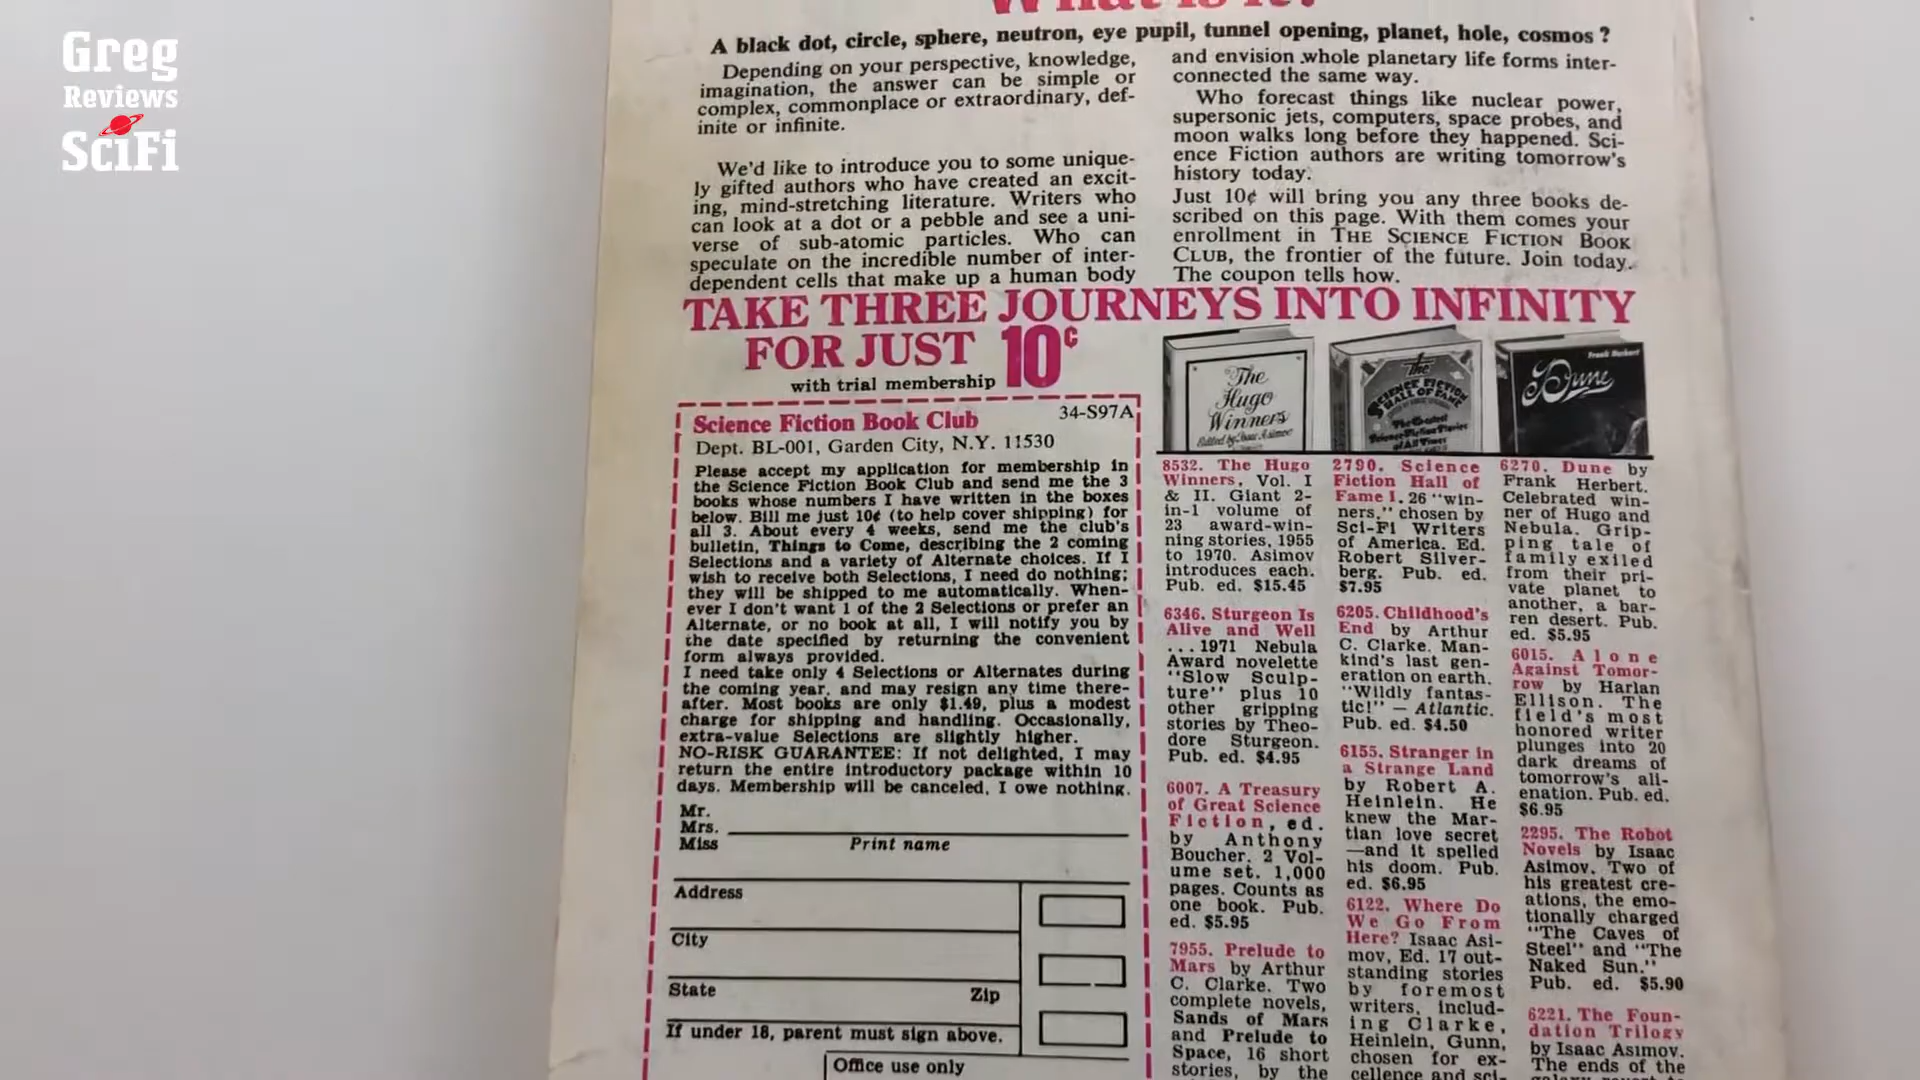 Greg
Reviews
SciFi
What is it?
A black dot, circle, sphere, neutron, eye pupil, tunnel opening, planet, hole, cosmos?
Depending on your perspective, knowledge,
imagination, the answer can be simple or
complex, commonplace or extraordinary, def-
inite or infinite.
We'd like to introduce you to some unique-
ly gifted authors who have created an excit-
ing, mind-stretching literature. Writers who
can look at a dot or a pebble and see a uni-
verse of sub-atomic particles. Who can
speculate on the incredible number of inter-
dependent cells that make up a human body
and envision whole planetary life forms inter-
connected the same way.
Who forecast things like nuclear power,
supersonic jets, computers, space probes, and
moon walks long before they happened. Sci-
ence Fiction authors are writing tomorrow's
history today.
Just 10¢ will bring you any three books de-
scribed on this page. With them comes your
enrollment in THE SCIENCE FICTION BOOK
CLUB, the frontier of the future. Join today.
The coupon tells how.
TAKE THREE JOURNEYS INTO INFINITY
FOR JUST 10¢
with trial membership
Science Fiction Book Club 34-S97A
Dept. BL-001, Garden City, N.Y. 11530
Please accept my application for membership in
the Science Fiction Book Club and send me the 3
books whose numbers I have written in the boxes
below. Bill me just 10¢ (to help cover shipping) for
all 3. About every 4 weeks, send me the club's
bulletin, Things to Come, describing the 2 coming
Selections and a variety of Alternate choices. If I
wish to receive both Selections, I need do nothing;
they will be shipped to me automatically. When-
ever I don't want 1 of the 2 Selections or prefer an
Alternate, or no book at all, I will notify you by
the date specified by returning the convenient
form always provided.
I need take only 4 Selections or Alternates during
the coming year, and may resign any time there-
after. Most books are only $1.49, plus a modest
charge for shipping and handling. Occasionally,
extra-value Selections are slightly higher.
NO-RISK GUARANTEE: If not delighted, I may
return the entire introductory package within 10
days. Membership will be canceled, I owe nothing.
Mr.
Mrs.
Miss Print name
Address
City
State Zip
If under 18, parent must sign above.
Office use only
The
Hugo
Winners
Edited by Isaac Asimov
The
SCIENCE FICTION
HALL OF FAME
The Greatest
Science-Fiction Stories
of All Time
Frank Herbert
Dune
8532. The Hugo
Winners, Vol. I
& II. Giant 2-
in-1 volume of
23 award-win-
ning stories, 1955
to 1970. Asimov
introduces each.
Pub. ed. $15.45
6346. Sturgeon Is
Alive and Well
. . . 1971 Nebula
Award novelette
"Slow Sculp-
ture" plus 10
other gripping
stories by Theo-
dore Sturgeon.
Pub. ed. $4.95
6007. A Treasury
of Great Science
Fiction, ed.
by Anthony
Boucher. 2 Vol-
ume set. 1,000
pages. Counts as
one book. Pub.
ed. $5.95
7955. Prelude to
Mars by Arthur
C. Clarke. Two
complete novels,
Sands of Mars
and Prelude to
Space, 16 short
stories, by the
2790. Science
Fiction Hall of
Fame I. 26 "win-
ners," chosen by
Sci-Fi Writers
of America. Ed.
Robert Silver-
berg. Pub. ed.
$7.95
6205. Childhood's
End by Arthur
C. Clarke. Man-
kind's last gen-
eration on earth.
"Wildly fantas-
tic!" — Atlantic.
Pub. ed. $4.50
6155. Stranger in
a Strange Land
by Robert A.
Heinlein. He
knew the Mar-
tian love secret
—and it spelled
his doom. Pub.
ed. $6.95
6122. Where Do
We Go From
Here? Isaac Asi-
mov, Ed. 17 out-
standing stories
by foremost
writers, includ-
ing Clarke,
Heinlein, Gunn,
chosen for ex-
cellence and sci-
6270. Dune by
Frank Herbert.
Celebrated win-
ner of Hugo and
Nebula. Grip-
ping tale of
family exiled
from their pri-
vate planet to
another, a bar-
ren desert. Pub.
ed. $5.95
6015. Alone
Against Tomor-
row by Harlan
Ellison. The
field's most
honored writer
plunges into 20
dark dreams of
tomorrow's ali-
enation. Pub. ed.
$6.95
2295. The Robot
Novels by Isaac
Asimov. Two of
his greatest cre-
ations, the emo-
tionally charged
"The Caves of
Steel" and "The
Naked Sun."
Pub. ed. $5.90
6221. The Foun-
dation Trilogy
by Isaac Asimov.
The ends of the